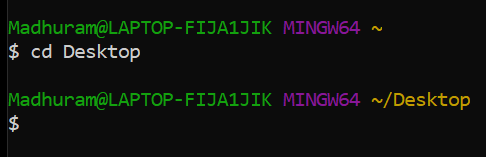 Madhuram@LAPTOP-FIJA1JIK MINGW64 ~
$ cd Desktop
Madhuram@LAPTOP-FIJA1JIK MINGW64 ~/Desktop
$